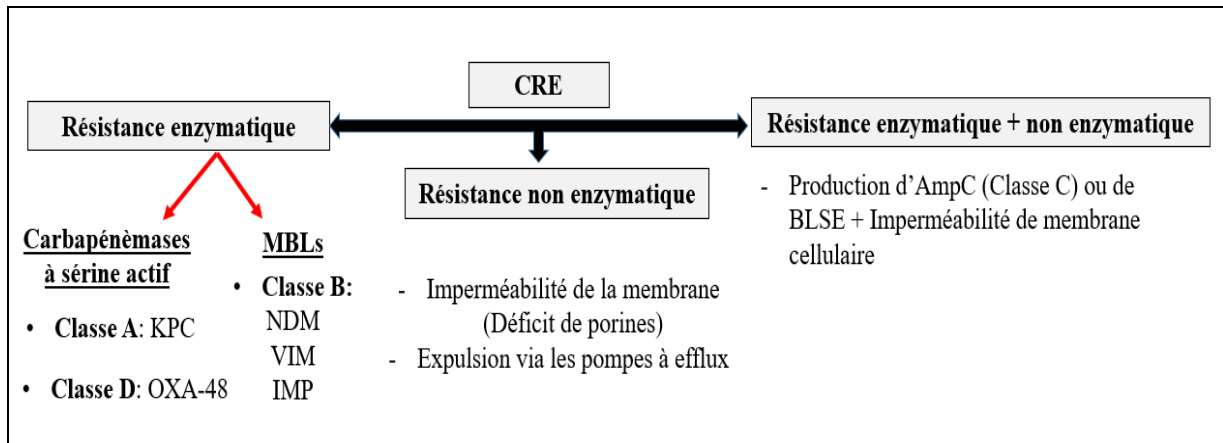 CRE
Résistance enzymatique
Résistance enzymatique + non enzymatique
Résistance non enzymatique
Carbapénèmases
à sérine actif
• Classe A: KPC
• Classe D: OXA-48
MBLs
• Classe B:
NDM
VIM
IMP
- Imperméabilité de la membrane
(Déficit de porines)
- Expulsion via les pompes à efflux
- Production d’AmpC (Classe C) ou de
BLSE + Imperméabilité de membrane
cellulaire